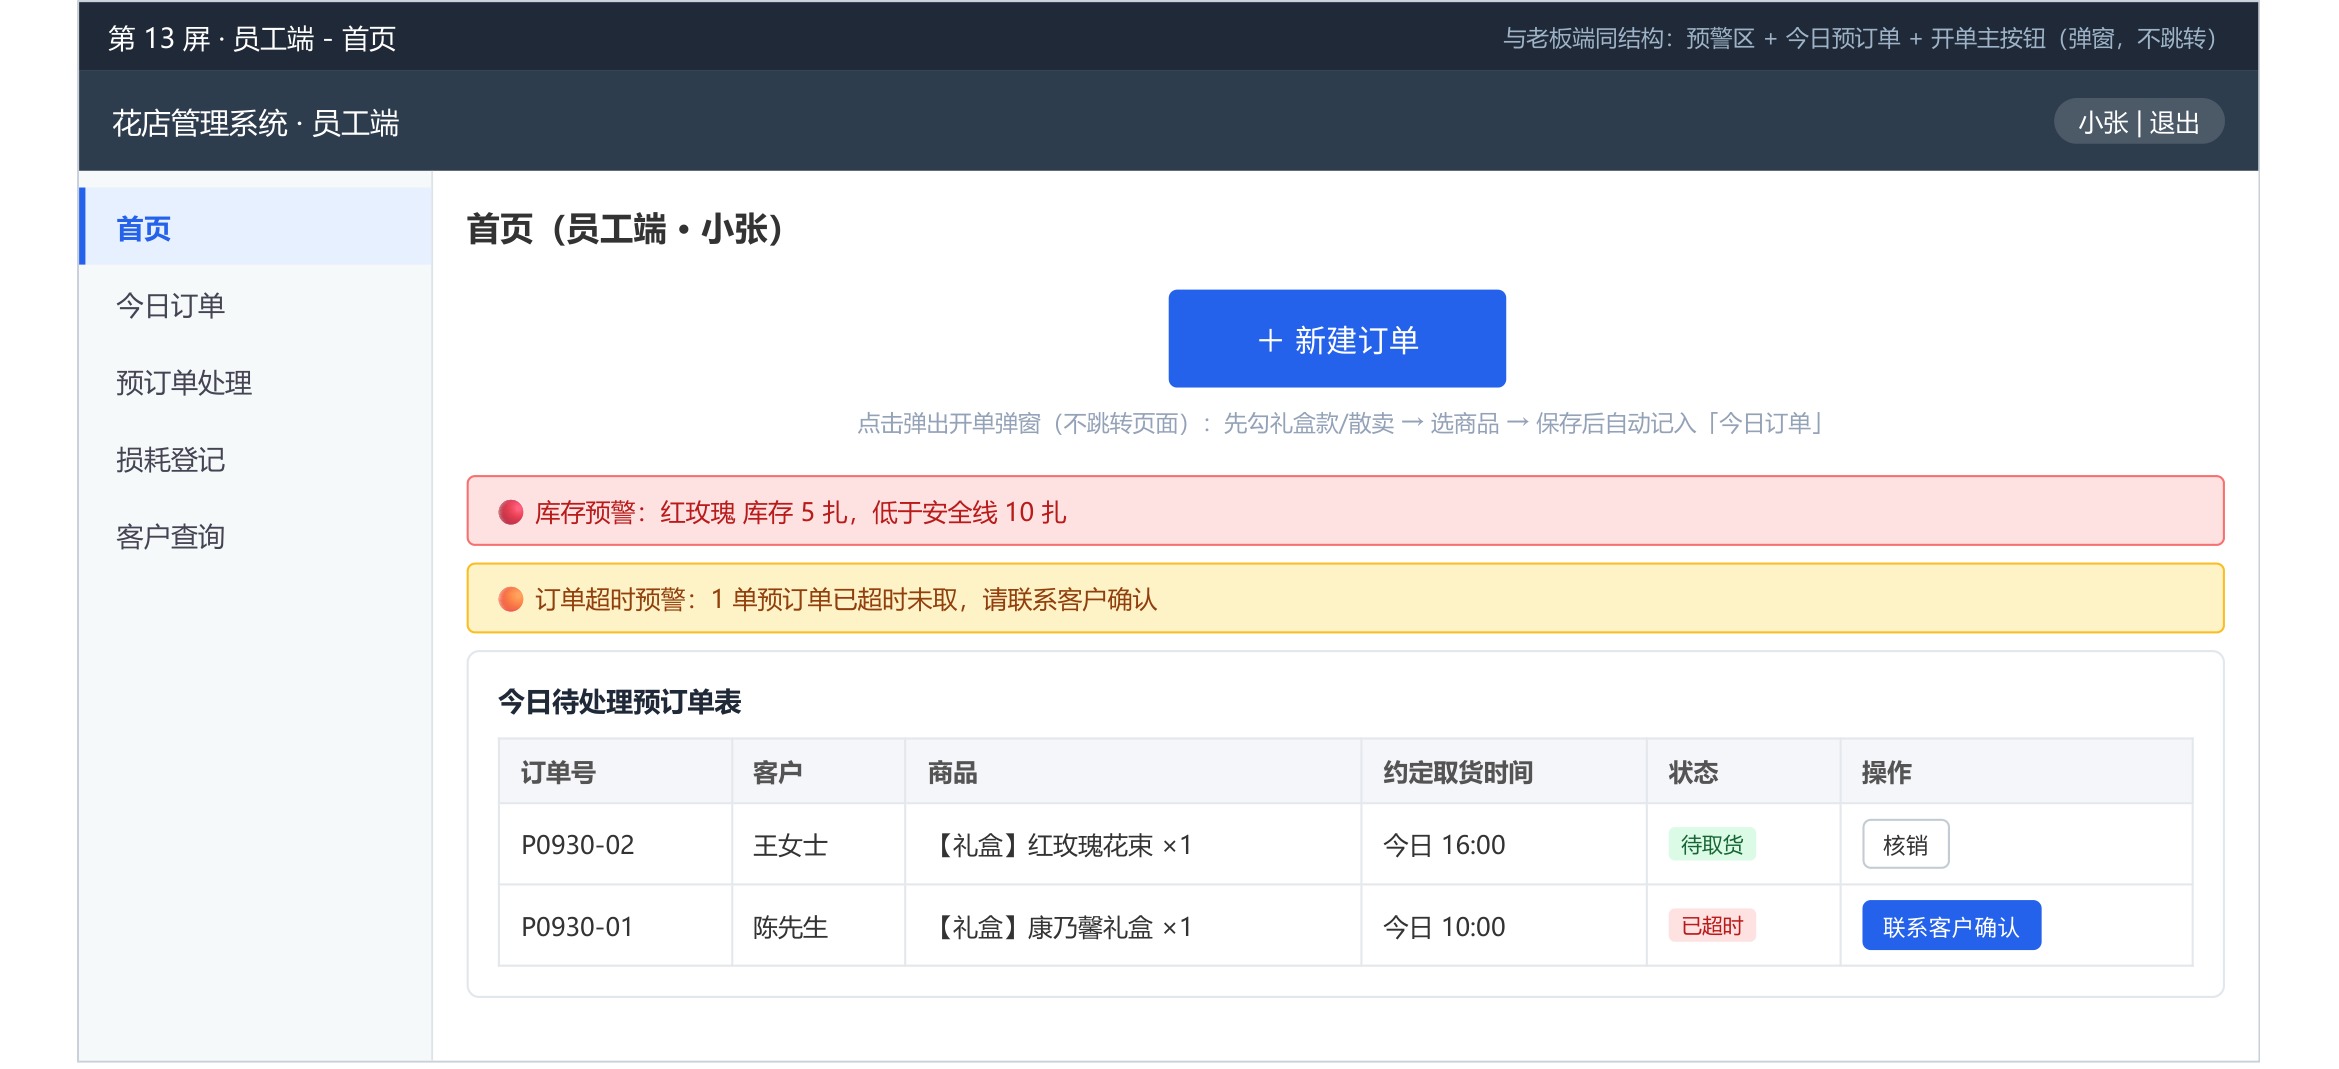 第 13 屏 · 员工端 - 首页
与老板端同结构：预警区 + 今日预订单 + 开单主按钮（弹窗，不跳转）
花店管理系统 · 员工端
小张 | 退出
首页
今日订单
预订单处理
损耗登记
客户查询
首页（员工端 · 小张）
＋ 新建订单
点击弹出开单弹窗（不跳转页面）：先勾礼盒款/散卖 → 选商品 → 保存后自动记入「今日订单」
库存预警：红玫瑰 库存 5 扎，低于安全线 10 扎
订单超时预警：1 单预订单已超时未取，请联系客户确认
今日待处理预订单表
订单号 客户 商品 约定取货时间 状态 操作
P0930-02 王女士 【礼盒】红玫瑰花束 ×1 今日 16:00 待取货 核销
P0930-01 陈先生 【礼盒】康乃馨礼盒 ×1 今日 10:00 已超时 联系客户确认